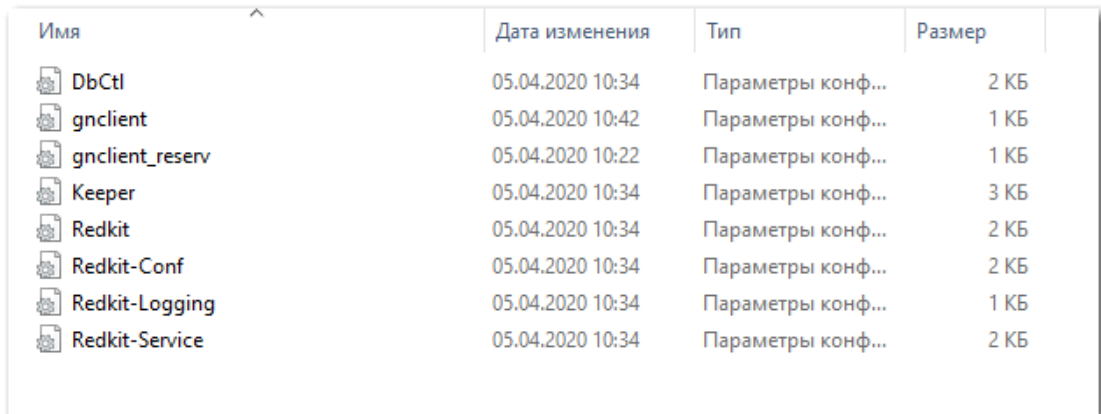 Имя Дата изменения Тип Размер
DbCtl 05.04.2020 10:34 Параметры конф... 2 КБ
gnclient 05.04.2020 10:42 Параметры конф... 1 КБ
gnclient_reserv 05.04.2020 10:22 Параметры конф... 1 КБ
Keeper 05.04.2020 10:34 Параметры конф... 3 КБ
Redkit 05.04.2020 10:34 Параметры конф... 2 КБ
Redkit-Conf 05.04.2020 10:34 Параметры конф... 2 КБ
Redkit-Logging 05.04.2020 10:34 Параметры конф... 1 КБ
Redkit-Service 05.04.2020 10:34 Параметры конф... 2 КБ